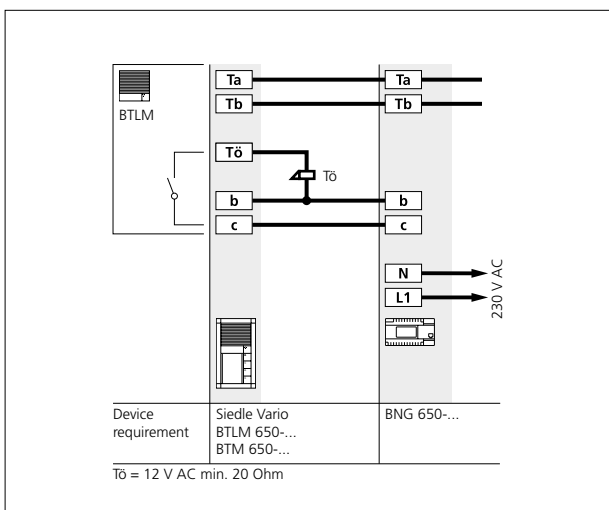 Ta Ta
BTLM
Tb Tb
Tö
Tö
b b
c c
N
L1
230 V AC
Device requirement
Siedle Vario
BTLM 650-...
BTM 650-...
BNG 650-...
Tö = 12 V AC min. 20 Ohm